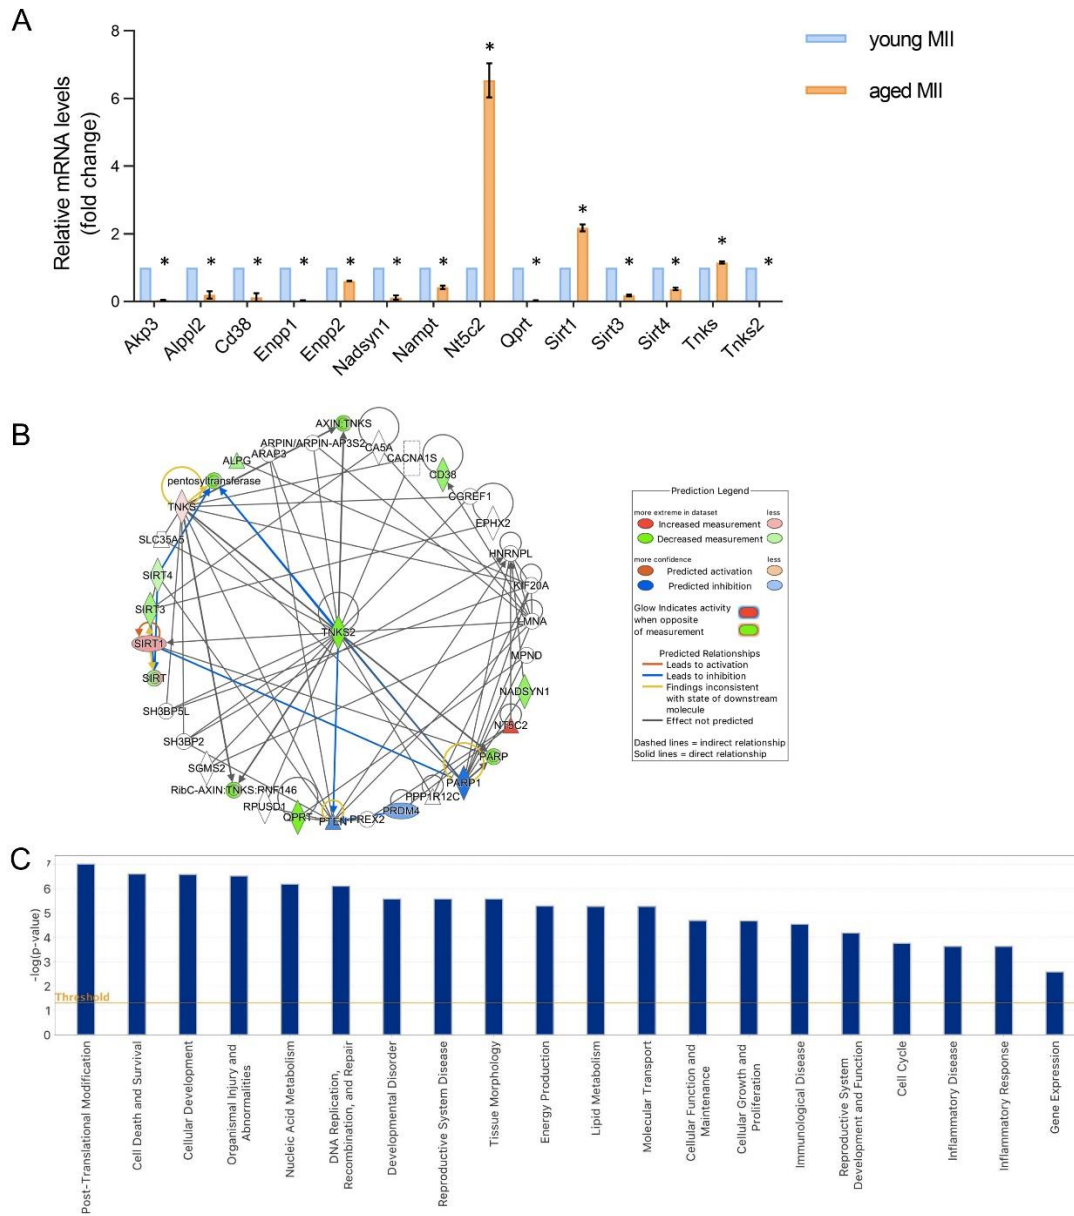 A
Relative mRNA levels
(fold change)
8
6
4
2
0
*
*
*
*
*
*
*
*
*
*
*
*
*
*
Akp3
Alppl2
Cd38
Enpp1
Enpp2
Nadsyn1
Nampt
Nt5c2
Qprt
Sirt1
Sirt3
Sirt4
Tnks
Tnks2
young MII
aged MII
B
AXIN:TNKS
ARPIN/ARPIN-AP3S2
CA5A
ARAP3
CACNA1S
ALPG
CD38
pentosyltransferase
CGREF1
TNKS
EPHX2
SLC35A5
HNRNPL
SIRT4
KIF20A
SIRT3
LMNA
TNKS2
SIRT1
MPND
SIRT
NADSYN1
SH3BP5L
NT5C2
SH3BP2
PARP
SGMS2
PARP1
RibC-AXIN:TNKS:RNF146
PPP1R12C
RPUSD1
PRDM4
QPRT
PTEN
PREX2
Prediction Legend
more extreme in dataset
less
Increased measurement
Decreased measurement
more confidence
less
Predicted activation
Predicted inhibition
Glow Indicates activity
when opposite
of measurement
Predicted Relationships
Leads to activation
Leads to inhibition
Findings inconsistent
with state of downstream
molecule
Effect not predicted
Dashed lines = indirect relationship
Solid lines = direct relationship
C
-log(p-value)
7
6
5
4
3
2
1
0
Threshold
Post-Translational Modification
Cell Death and Survival
Cellular Development
Organismal Injury and
Abnormalities
Nucleic Acid Metabolism
DNA Replication,
Recombination, and Repair
Developmental Disorder
Reproductive System Disease
Tissue Morphology
Energy Production
Lipid Metabolism
Molecular Transport
Cellular Function and
Maintenance
Cellular Growth and
Proliferation
Immunological Disease
Reproductive System
Development and Function
Cell Cycle
Inflammatory Disease
Inflammatory Response
Gene Expression